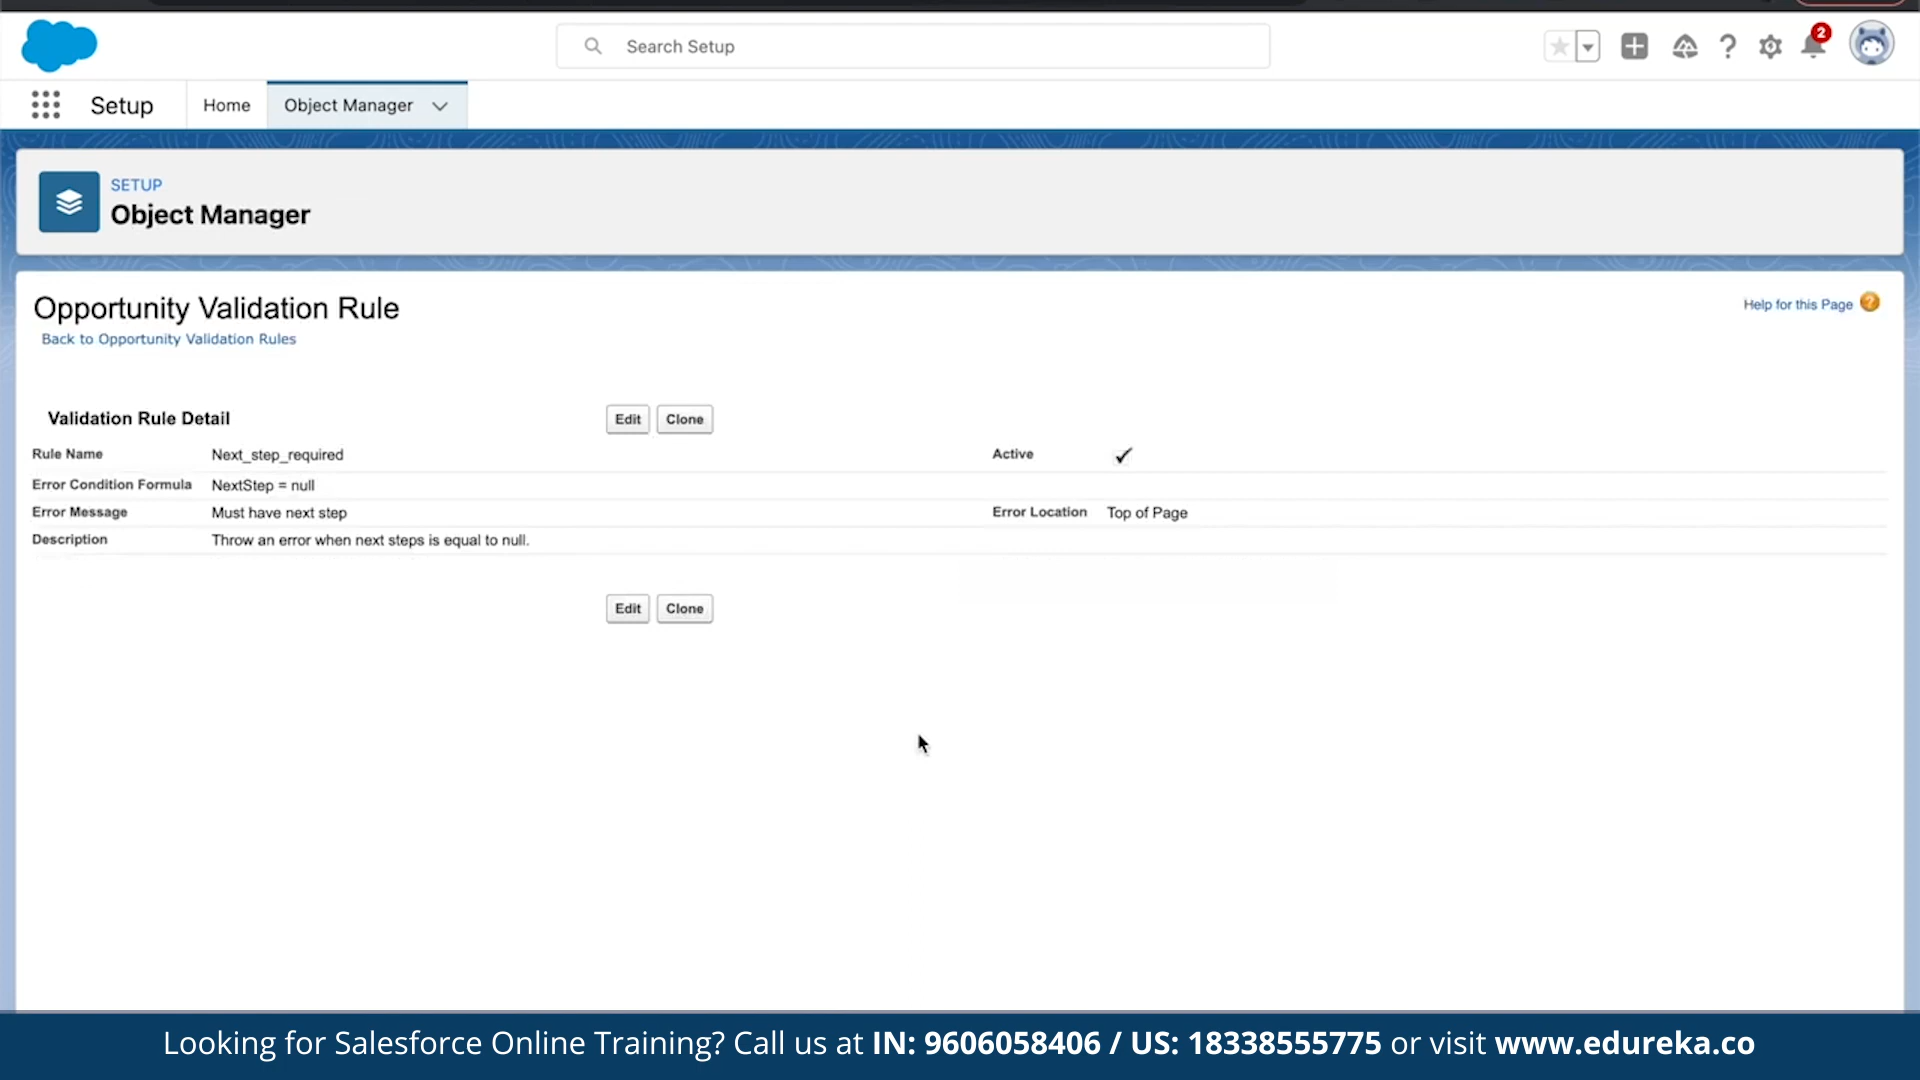 Search Setup
2
Setup
Home
Object Manager
SETUP
Object Manager
Opportunity Validation Rule
Help for this Page
?
Back to Opportunity Validation Rules
Validation Rule Detail
Edit Clone
Rule Name Next_step_required Active ✓
Error Condition Formula NextStep = null
Error Message Must have next step Error Location Top of Page
Description Throw an error when next steps is equal to null.
Edit Clone
Looking for Salesforce Online Training? Call us at IN: 9606058406 / US: 18338555775 or visit www.edureka.co